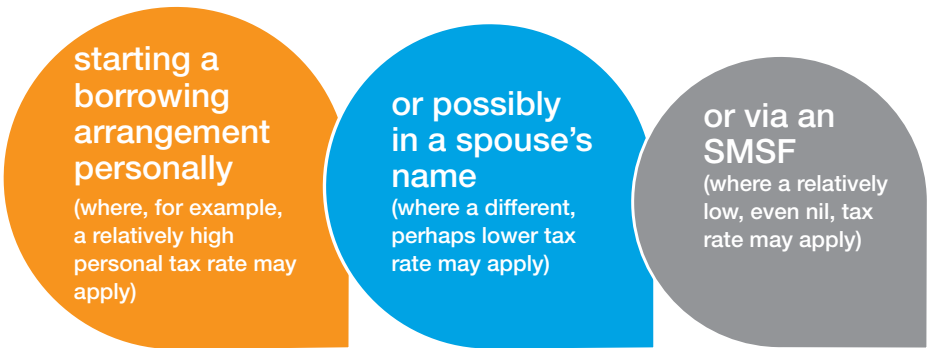 starting a
borrowing
arrangement
personally
(where, for example,
a relatively high
personal tax rate may
apply)
or possibly
in a spouse’s
name
(where a different,
perhaps lower tax
rate may apply)
or via an
SMSF
(where a relatively
low, even nil, tax
rate may apply)